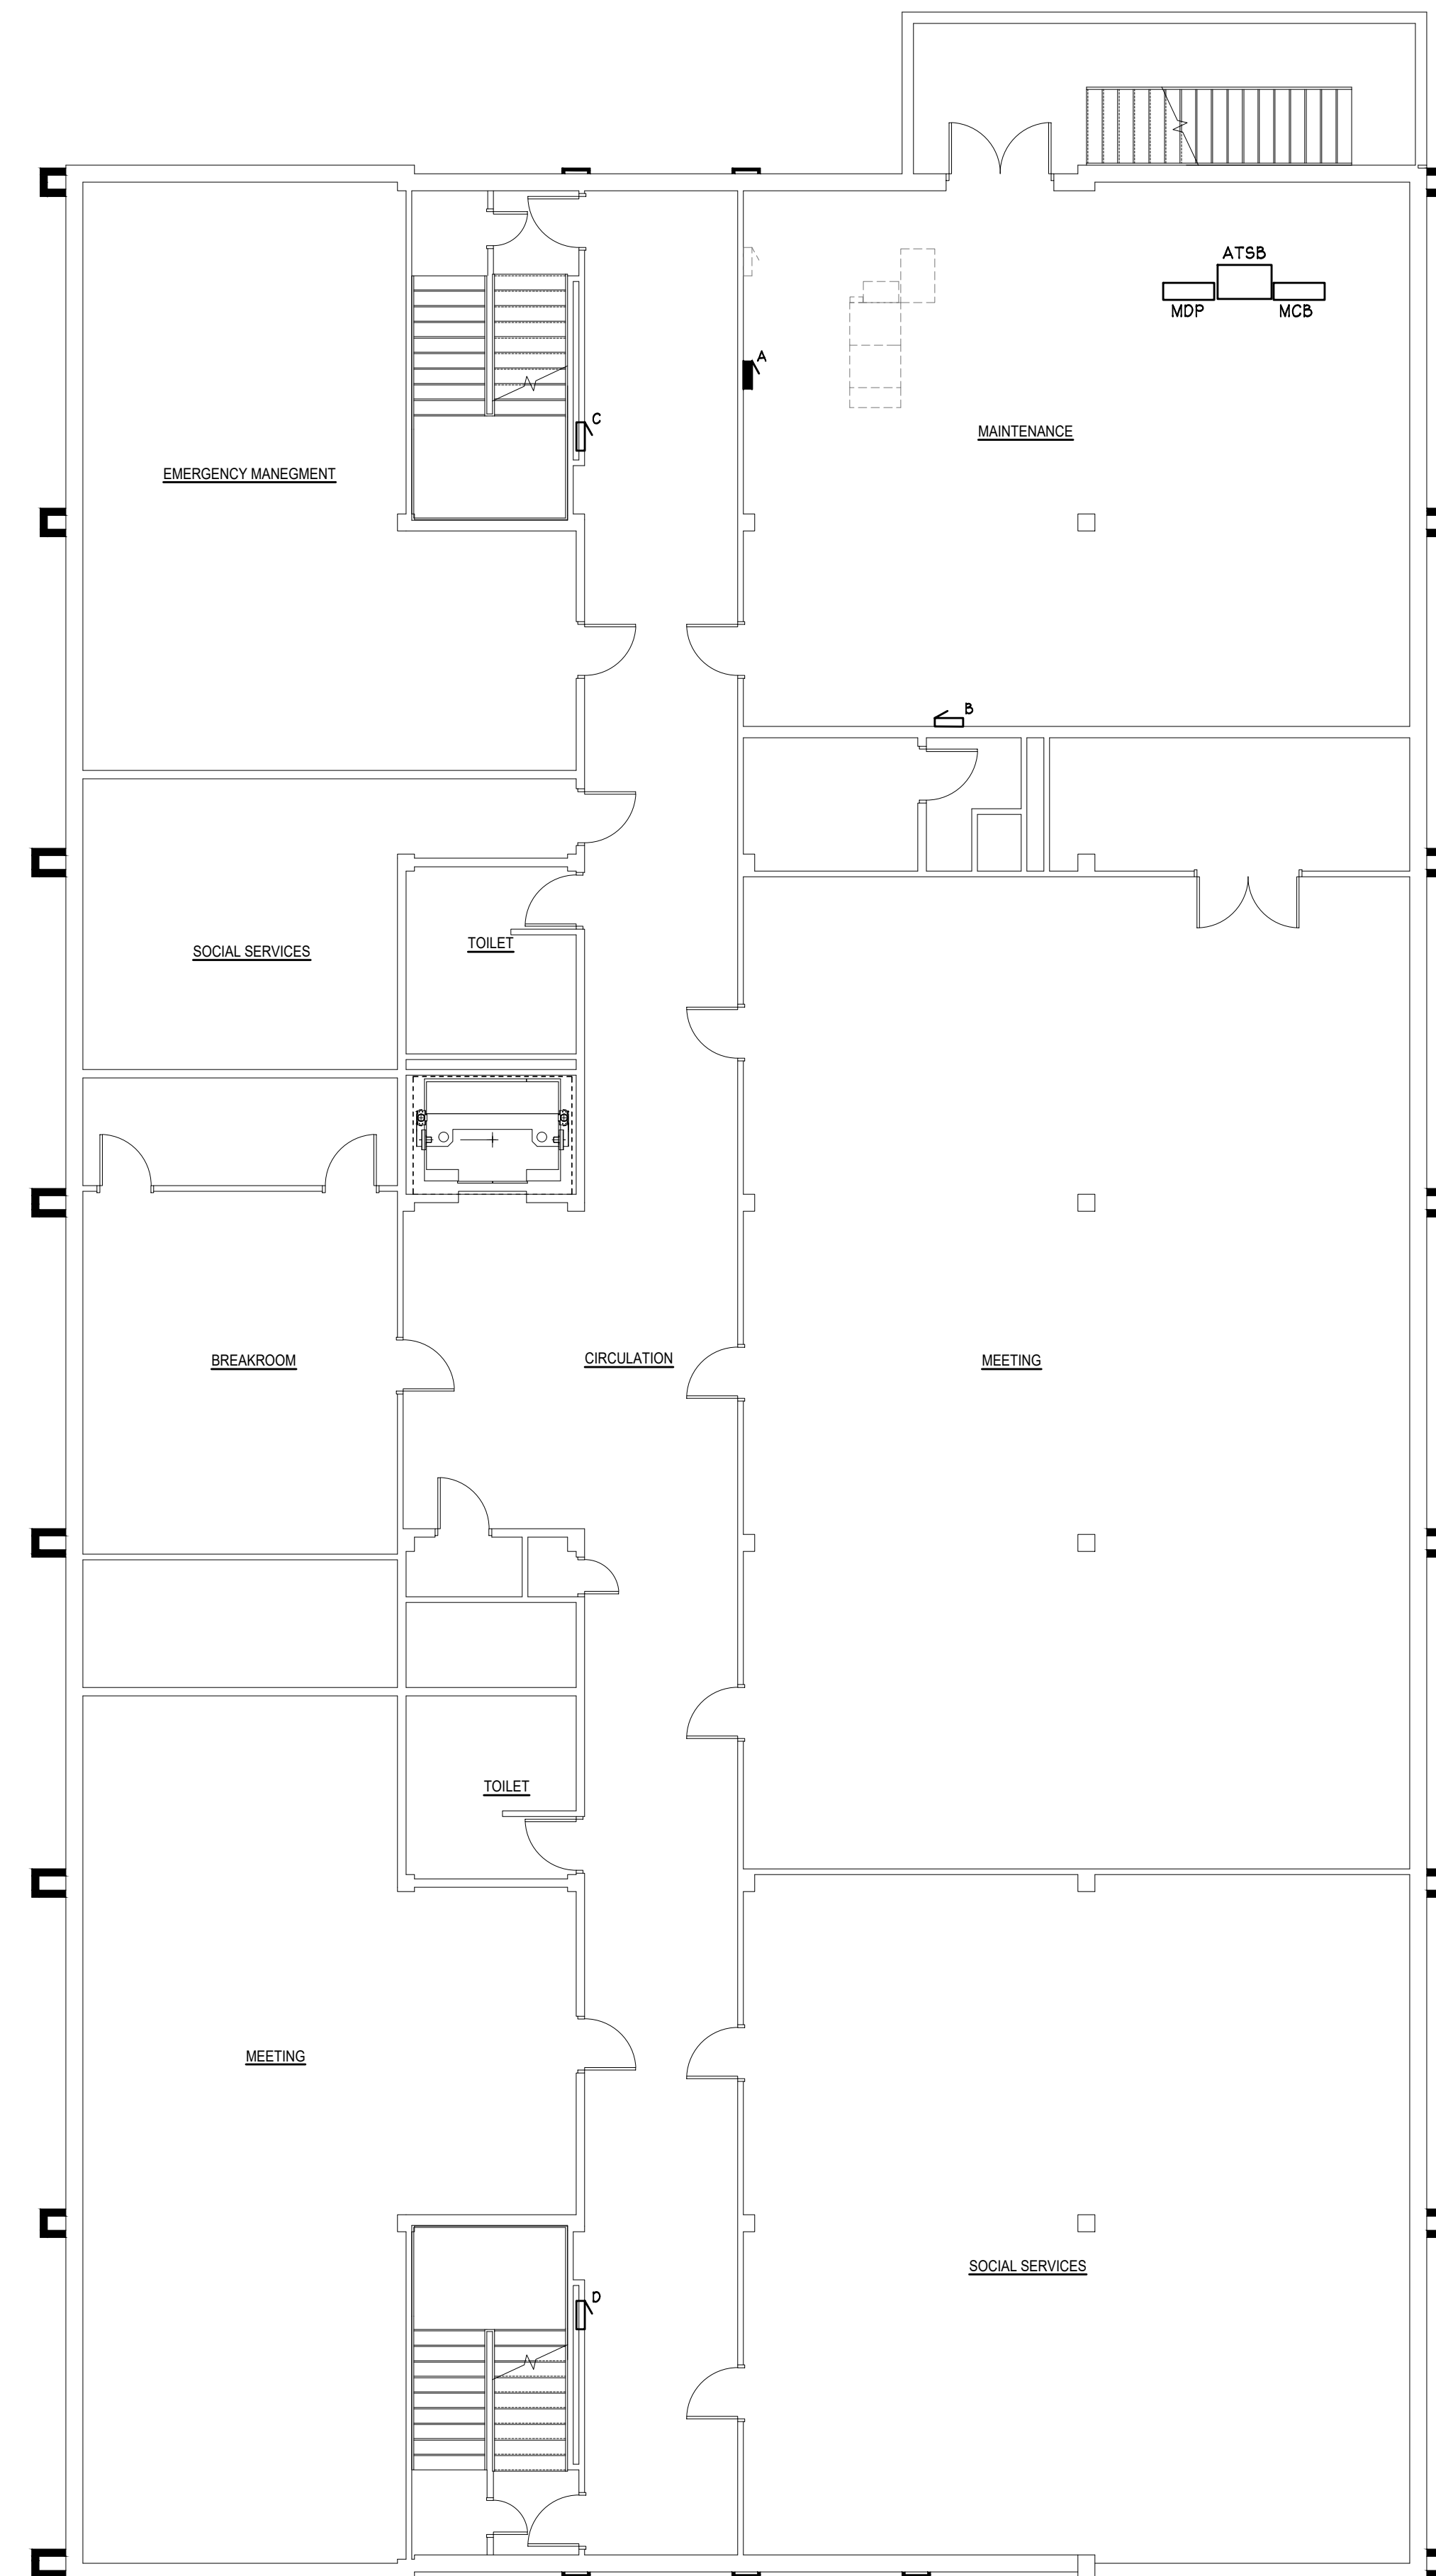 ATSB
MDP
MCB
A
C
MAINTENANCE
EMERGENCY MANEGMENT
B
TOILET
SOCIAL SERVICES
BREAKROOM
CIRCULATION
MEETING
TOILET
MEETING
SOCIAL SERVICES
D